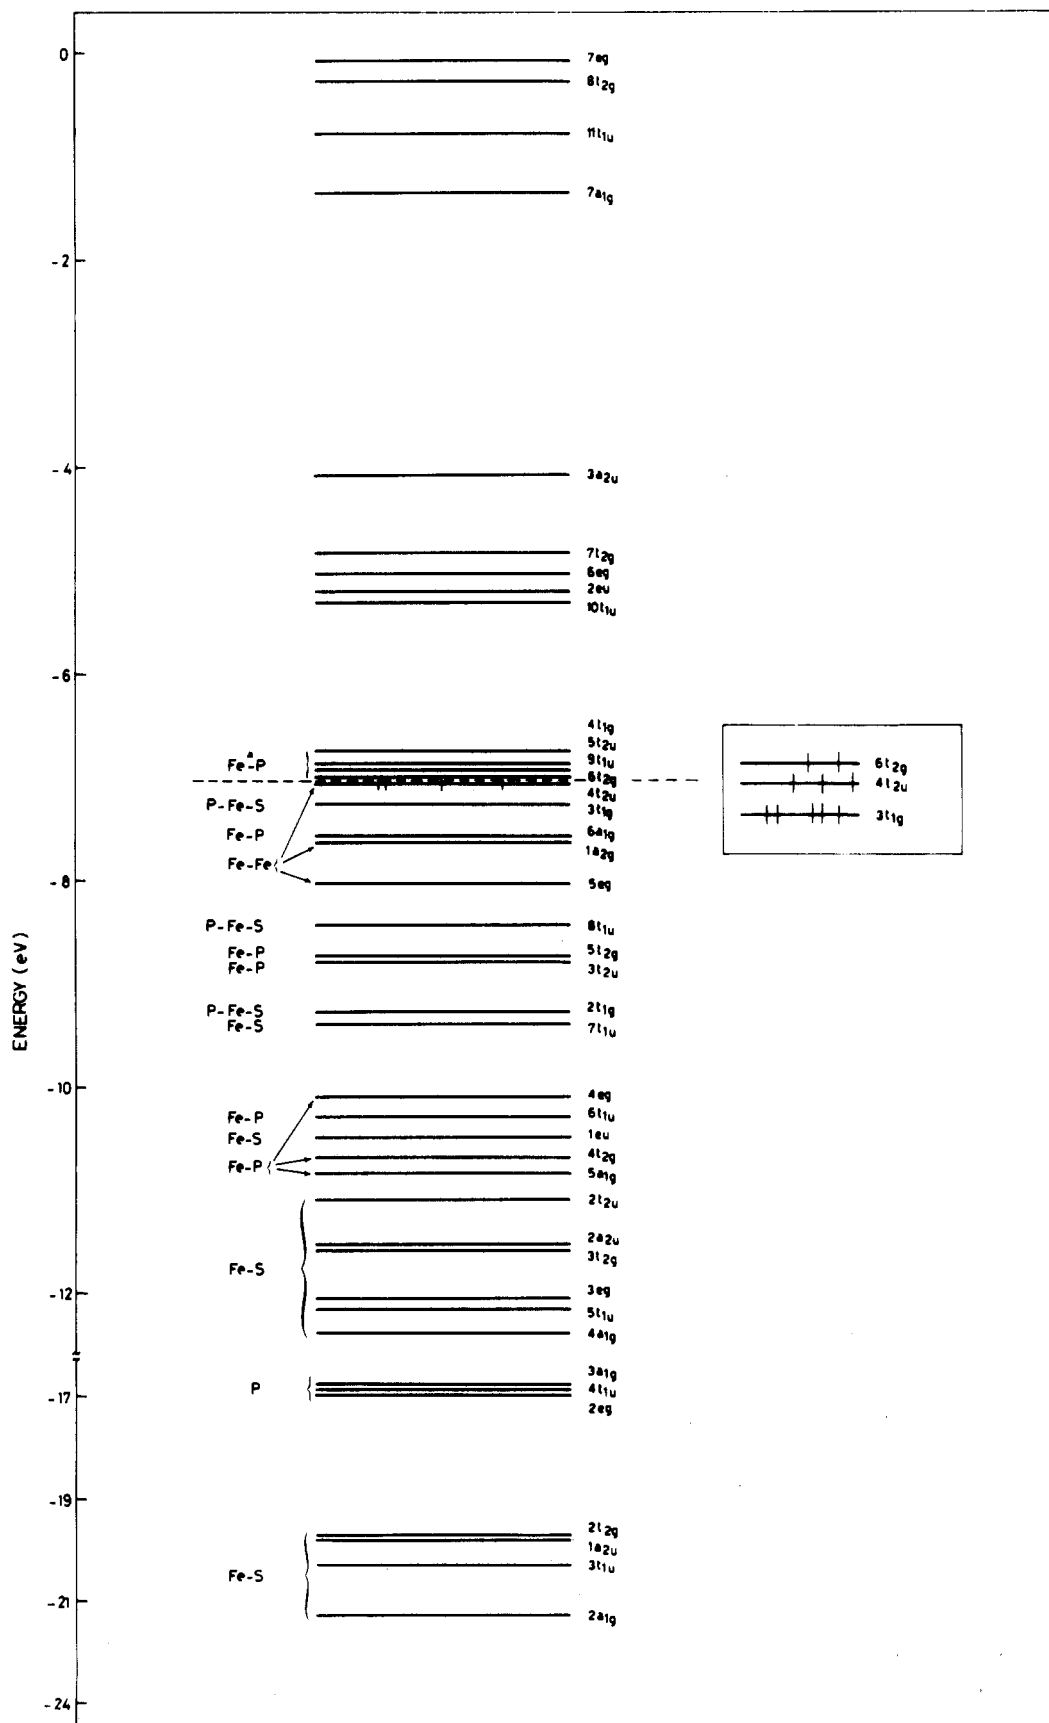 0
7eg
8t2g
11t1u
7a1g
-2
-4
3a2u
7t2g
6eg
2eu
10t1u
-6
4t1g
5t2u
Fe-P
9t1u
6t2g
4t2u
P-Fe-S
3t1g
Fe-P
6a1g
Fe-Fe
1a2g
-8
5eg
P-Fe-S
8t1u
Fe-P
5t2g
Fe-P
3t2u
P-Fe-S
2t1g
Fe-S
7t1u
-10
4eg
Fe-P
6t1u
Fe-S
1eu
Fe-P
4t2g
5a1g
2t2u
2a2u
3t2g
Fe-S
3eg
-12
5t1u
4a1g
3a1g
P
4t1u
-17
2eg
-19
2t2g
1a2u
3t1u
Fe-S
-21
2a1g
-24
ENERGY (eV)
6t2g
4t2u
3t1g